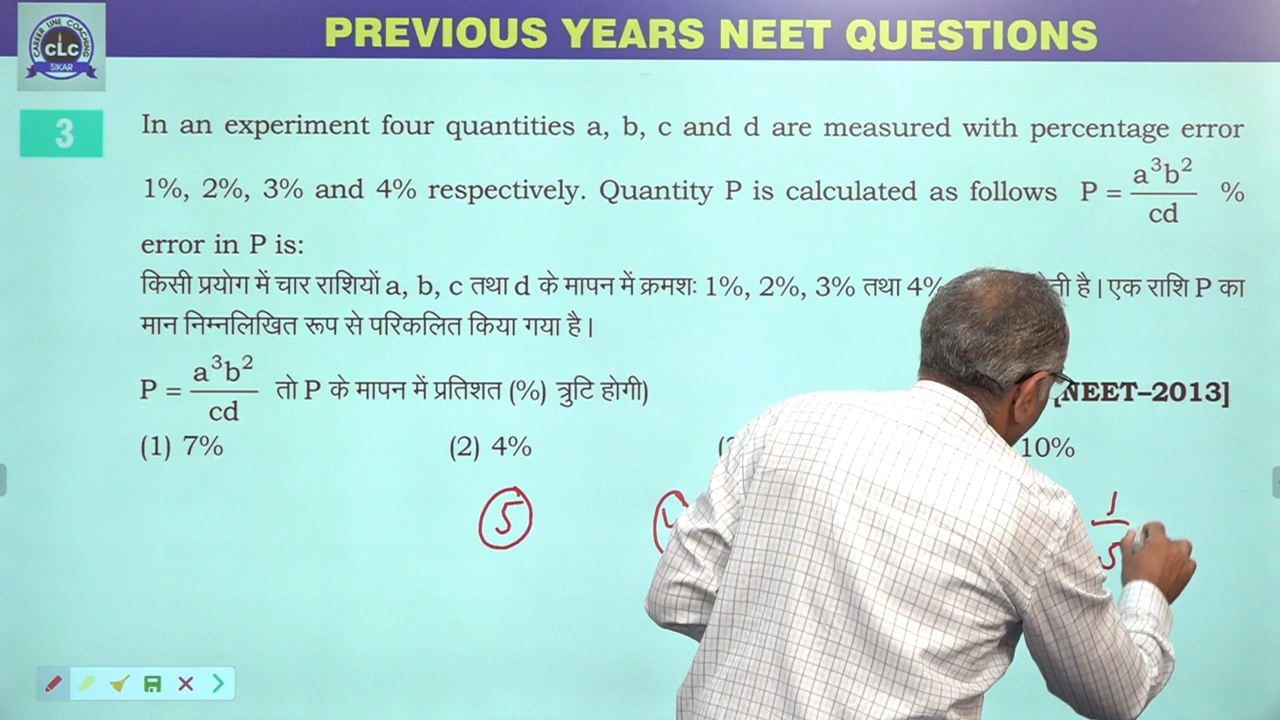 PREVIOUS YEARS NEET QUESTIONS
CAREER LINE COACHING
CLC
SIKAR
3
In an experiment four quantities a, b, c and d are measured with percentage error
1%, 2%, 3% and 4% respectively. Quantity P is calculated as follows P = a³b²/cd %
error in P is:
किसी प्रयोग में चार राशियों a, b, c तथा d के मापन में क्रमशः 1%, 2%, 3% तथा 4% है। एक राशि P का
मान निम्नलिखित रूप से परिकलित किया गया है।
P = a³b²/cd तो P के मापन में प्रतिशत (%) त्रुटि होगी)
[NEET–2013]
(1) 7% (2) 4% 10%
5
1/5